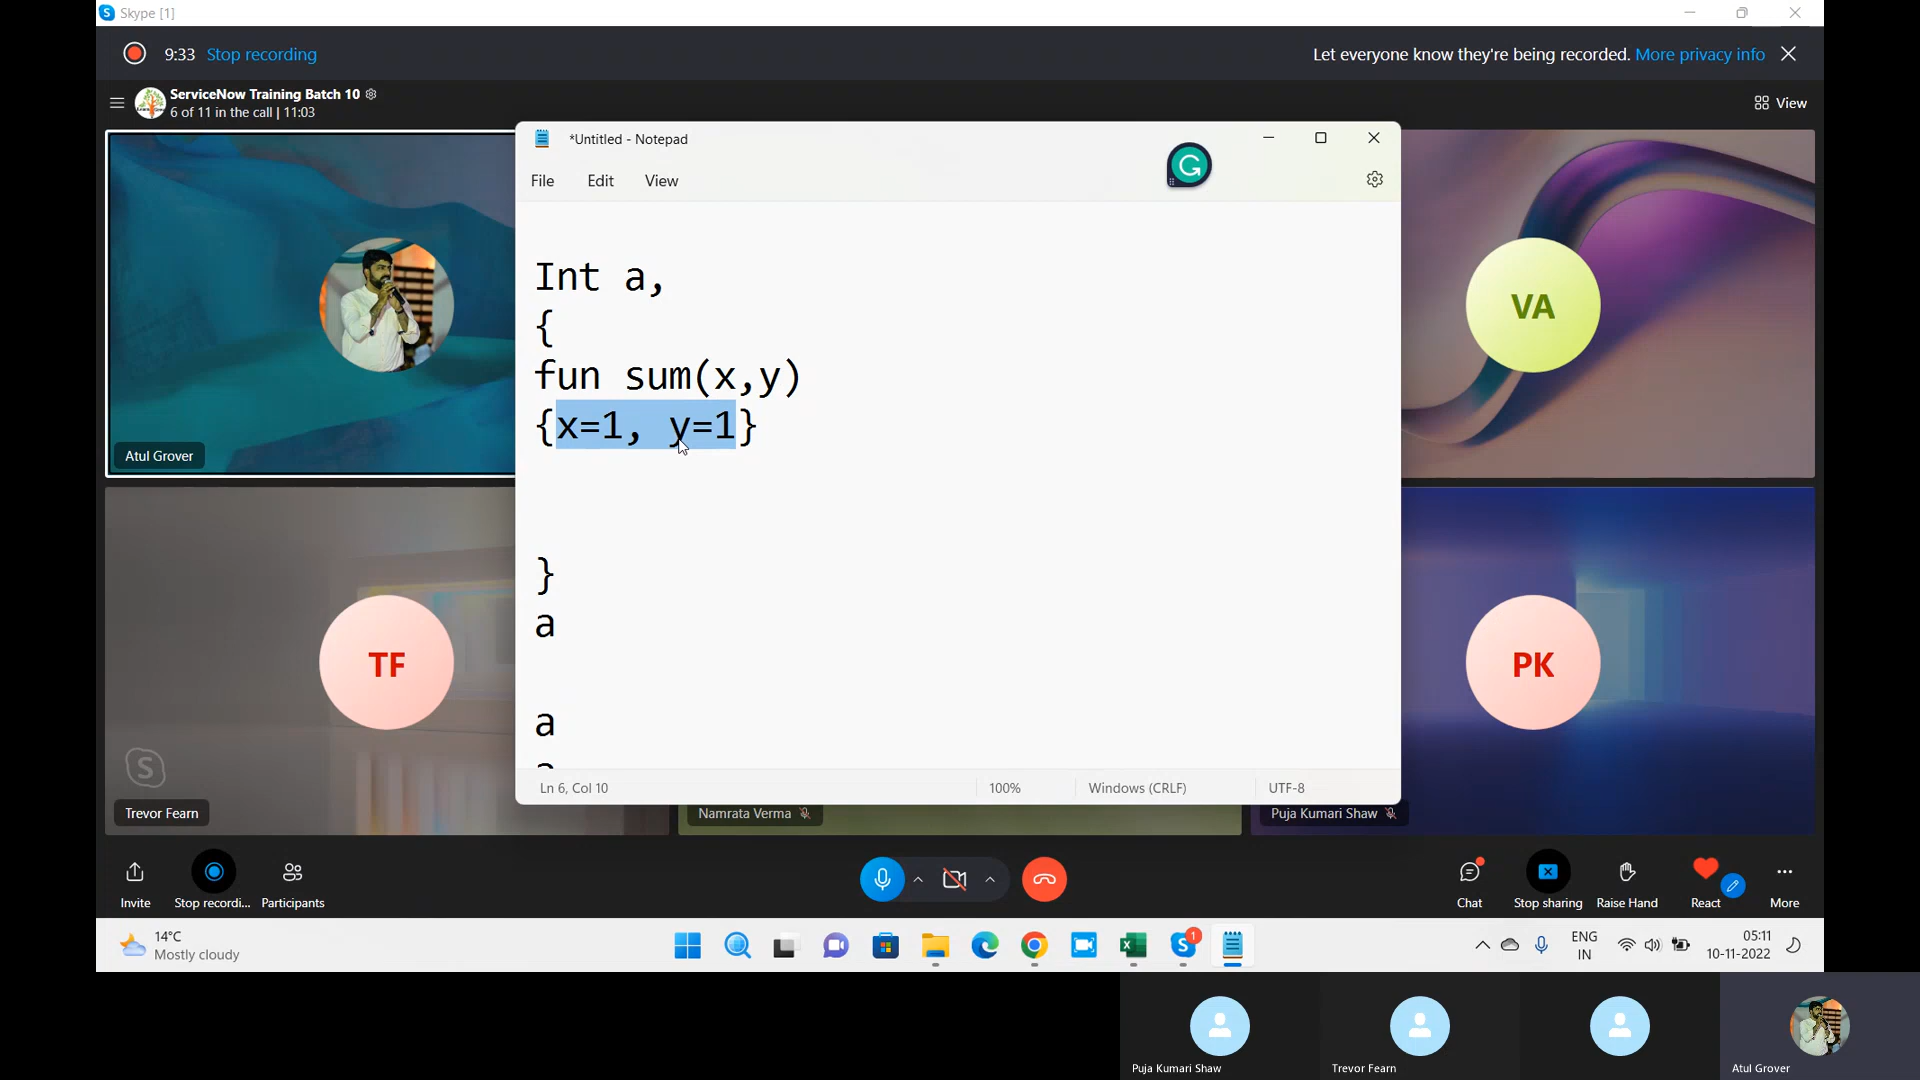 Skype [1]
9:33 Stop recording
Let everyone know they're being recorded. More privacy info
ServiceNow Training Batch 10
6 of 11 in the call | 11:03
View
*Untitled - Notepad
File Edit View
Int a,
{
fun sum(x,y)
{x=1, y=1}
}
a
a
Ln 6, Col 10
100%
Windows (CRLF)
UTF-8
Atul Grover
VA
TF
PK
Trevor Fearn
Namrata Verma
Puja Kumari Shaw
Invite
Stop recordi...
Participants
Chat
Stop sharing
Raise Hand
React
More
14°C
Mostly cloudy
1
ENG
IN
05:11
10-11-2022
Puja Kumari Shaw
Trevor Fearn
Atul Grover